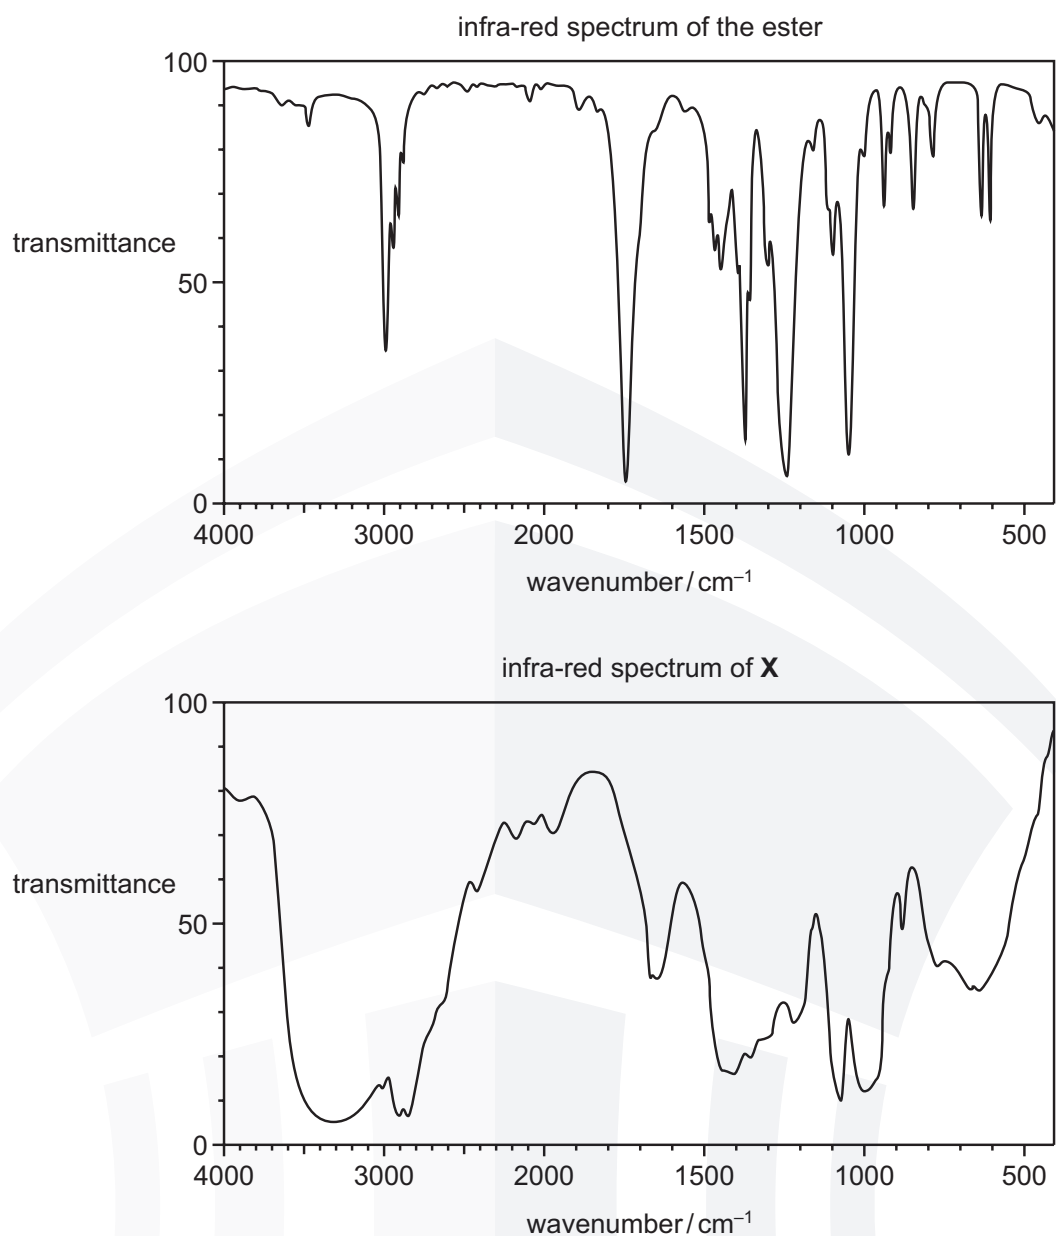 infra-red spectrum of the ester
100
transmittance
50
0
4000 3000 2000 1500 1000 500
wavenumber / cm–1
infra-red spectrum of X
100
transmittance
50
0
4000 3000 2000 1500 1000 500
wavenumber / cm–1